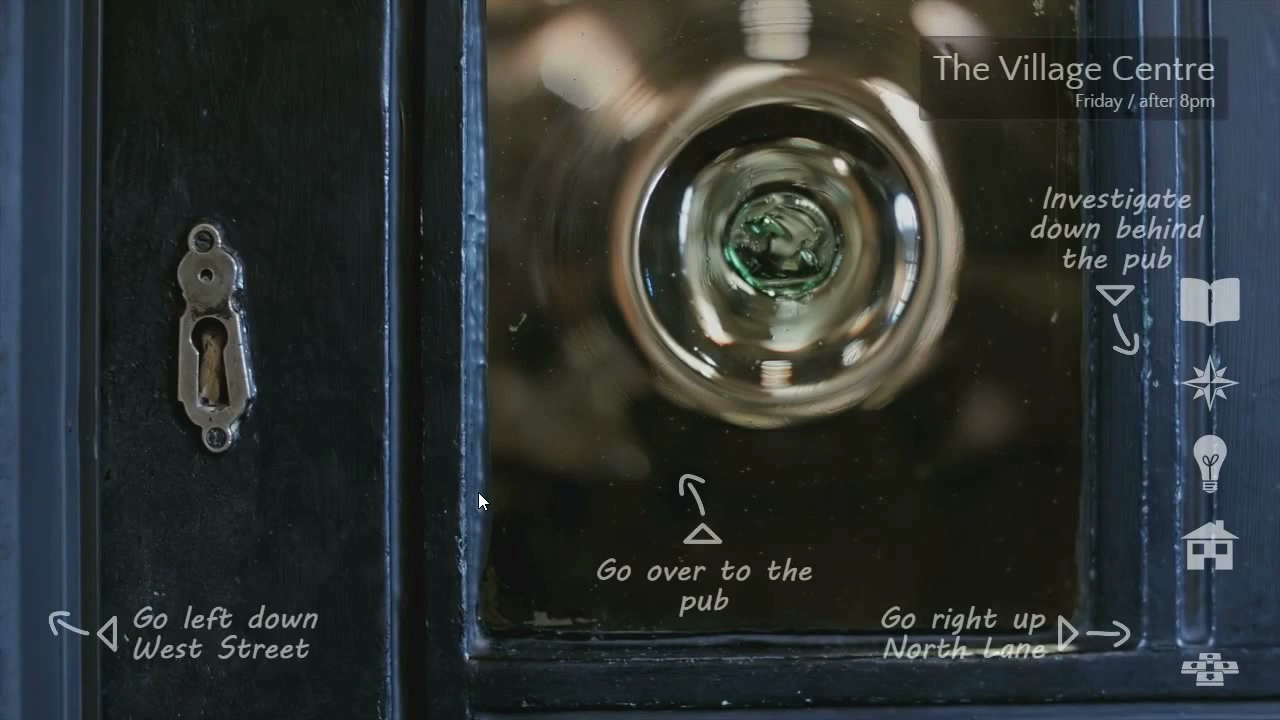 The Village Centre
Friday / after 8pm
Investigate
down behind
the pub
Go over to the
pub
Go left down
West Street
Go right up
North Lane